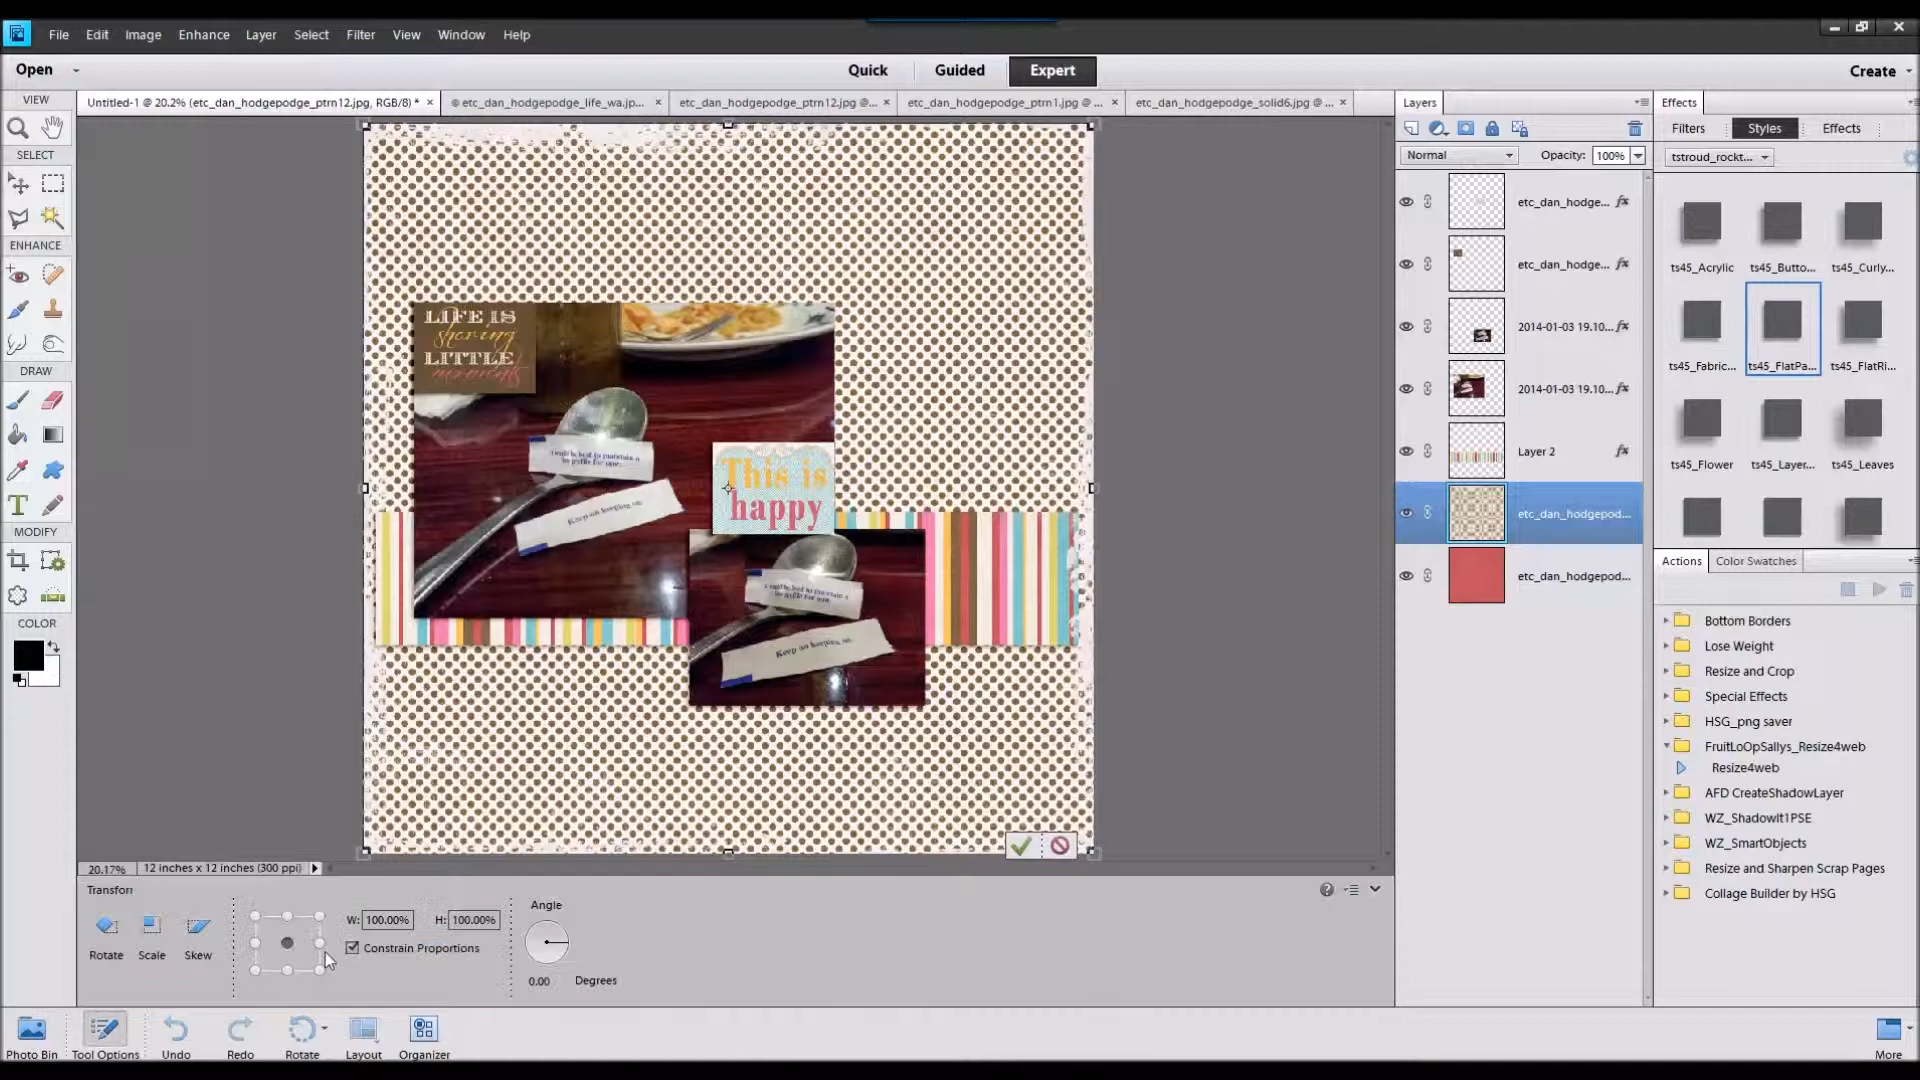 File Edit Image Enhance Layer Select Filter View Window Help
Open Quick Guided Expert Create
VIEW
SELECT
ENHANCE
DRAW
MODIFY
COLOR
Untitled-1 @ 20.2% (etc_dan_hodgepodge_ptrn12.jpg, RGB/8) * ×
© etc_dan_hodgepodge_life_wa.jp... ×
etc_dan_hodgepodge_ptrn12.jpg @... ×
etc_dan_hodgepodge_ptrn1.jpg @ ... ×
etc_dan_hodgepodge_solid6.jpg @ ... ×
LIFE IS
sharing
LITTLE
moments
This is
happy
Keep on keeping on.
Keep on keeping on.
20.17% 12 inches x 12 inches (300 ppi)
Transform
Rotate Scale Skew
W: 100.00% H: 100.00%
Constrain Proportions
Angle
0.00 Degrees
Photo Bin Tool Options Undo Redo Rotate Layout Organizer More
Layers
Normal Opacity: 100%
etc_dan_hodge... fx
etc_dan_hodge... fx
2014-01-03 19.10... fx
2014-01-03 19.10... fx
Layer 2 fx
etc_dan_hodgepod...
etc_dan_hodgepod...
Effects
Filters Styles Effects
tstroud_rockt...
ts45_Acrylic ts45_Butto... ts45_Curly...
ts45_Fabric... ts45_FlatPa... ts45_FlatRi...
ts45_Flower ts45_Layer... ts45_Leaves
Actions Color Swatches
Bottom Borders
Lose Weight
Resize and Crop
Special Effects
HSG_png saver
FruitLoOpSallys_Resize4web
Resize4web
AFD CreateShadowLayer
WZ_ShadowIt1PSE
WZ_SmartObjects
Resize and Sharpen Scrap Pages
Collage Builder by HSG